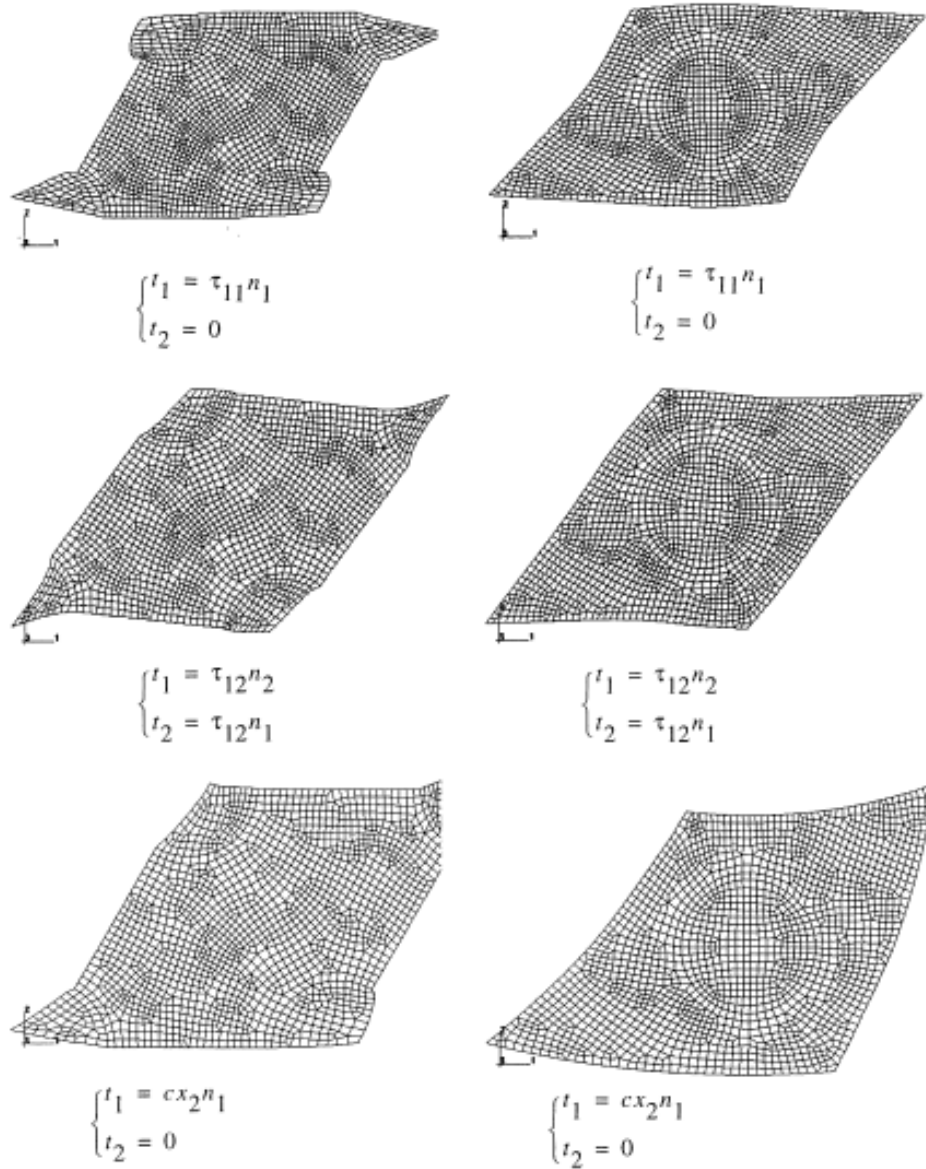 t₁ = τ₁₁n₁
t₂ = 0
t₁ = τ₁₁n₁
t₂ = 0
t₁ = τ₁₂n₂
t₂ = τ₁₂n₁
t₁ = τ₁₂n₂
t₂ = τ₁₂n₁
t₁ = cx₂n₁
t₂ = 0
t₁ = cx₂n₁
t₂ = 0